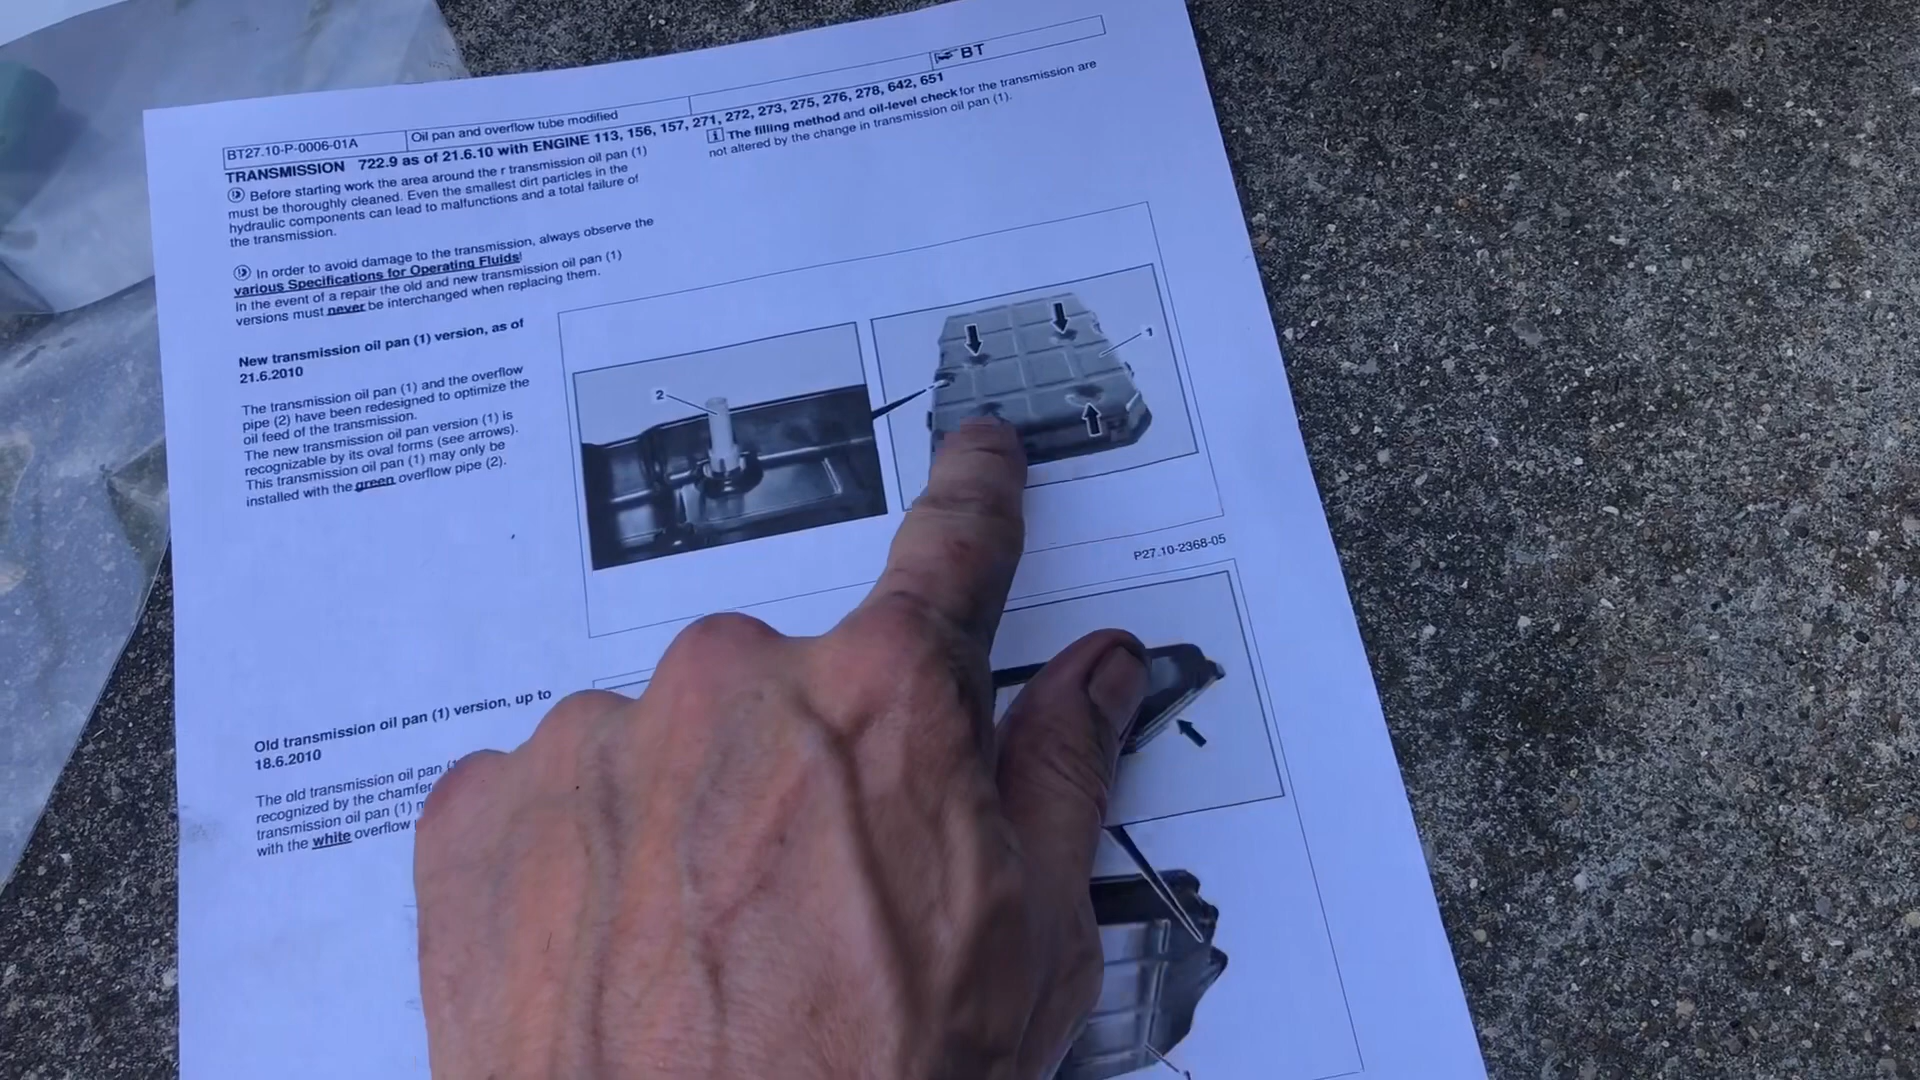 BT
BT27.10-P-0006-01A
Oil pan and overflow tube modified
TRANSMISSION 722.9 as of 21.6.10 with ENGINE 113, 156, 157, 271, 272, 273, 275, 276, 278, 642, 651
Before starting work the area around the r transmission oil pan (1)
must be thoroughly cleaned. Even the smallest dirt particles in the
hydraulic components can lead to malfunctions and a total failure of
the transmission.
In order to avoid damage to the transmission, always observe the
various Specifications for Operating Fluids!
In the event of a repair the old and new transmission oil pan (1)
versions must never be interchanged when replacing them.
i The filling method and oil-level check for the transmission are
not altered by the change in transmission oil pan (1).
New transmission oil pan (1) version, as of
21.6.2010
The transmission oil pan (1) and the overflow
pipe (2) have been redesigned to optimize the
oil feed of the transmission.
The new transmission oil pan version (1) is
recognizable by its oval forms (see arrows).
This transmission oil pan (1) may only be
installed with the green overflow pipe (2).
2
1
P27.10-2368-05
Old transmission oil pan (1) version, up to
18.6.2010
The old transmission oil pan
recognized by the chamfer
transmission oil pan (1)
with the white overflow